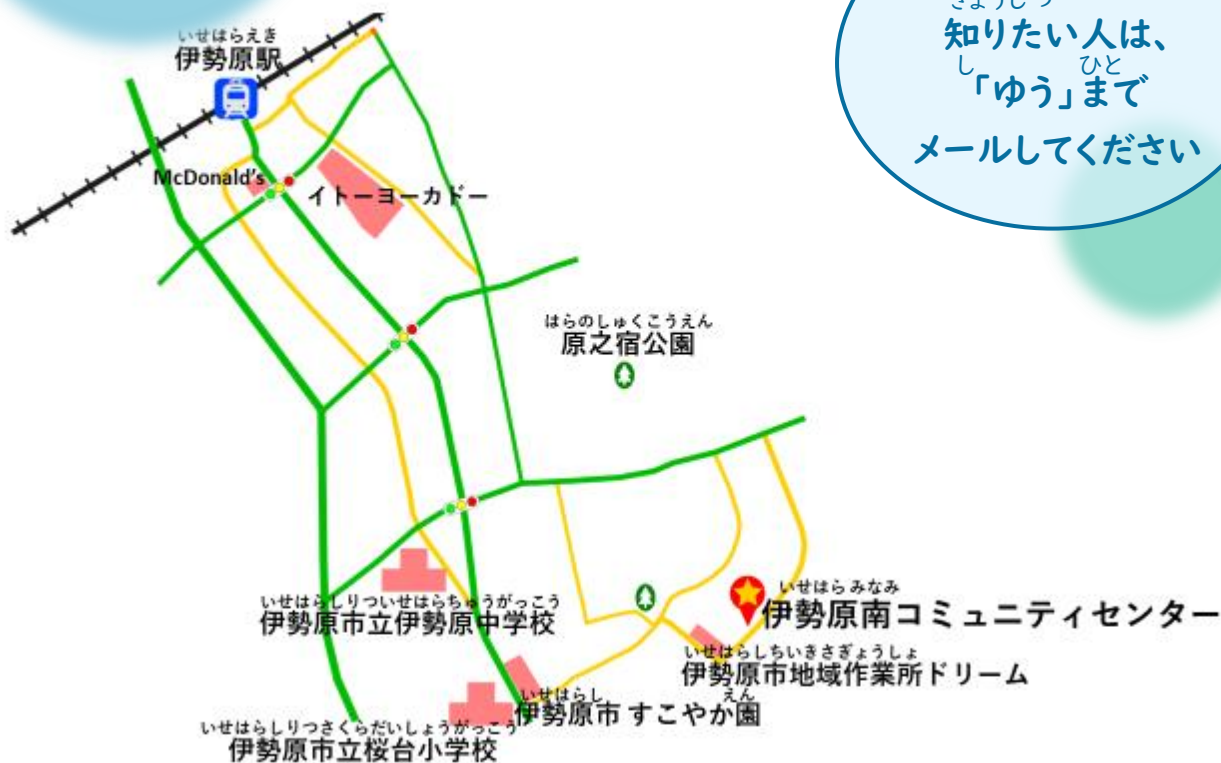 いせはらえき
伊勢原駅
McDonald's
イトーヨーカドー
知りたい人は、
し ひと
「ゆう」まで
メールしてください
はらのしゅくこうえん
原之宿公園
いせはらしりついせはらちゅうがっこう
伊勢原市立伊勢原中学校
いせはらみなみ
伊勢原南コミュニティセンター
いせはらしちいきさぎょうしょ
伊勢原市地域作業所ドリーム
いせはらし えん
伊勢原市 すこやか園
いせはらしりつさくらだいしょうがっこう
伊勢原市立桜台小学校